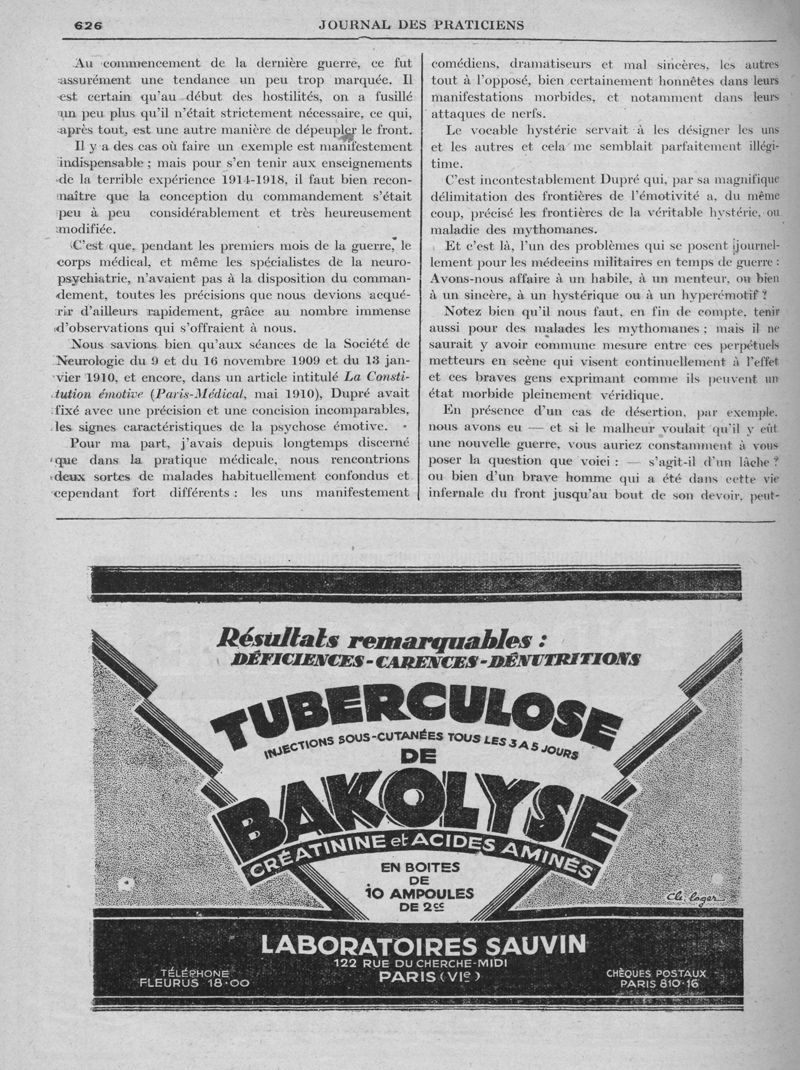 626
JOURNAL DES PRATICIENS
Au commencement de la dernière guerre, ce fut
assurément une tendance un peu trop marquée. Il
est certain qu'au début des hostilités, on a fusillé
un peu plus qu'il n'était strictement nécessaire, ce qui,
après tout, est une autre manière de dépeupler le front.
Il y a des cas où faire un exemple est manifestement
indispensable ; mais pour s'en tenir aux enseignements
de la terrible expérience 1914-1918, il faut bien recon-
naître que la conception du commandement s'était
peu à peu considérablement et très heureusement
modifiée.
C'est que, pendant les premiers mois de la guerre, le
corps médical, et même les spécialistes de la neuro-
psychiatrie, n'avaient pas à la disposition du comman-
dement, toutes les précisions que nous devions acqué-
rir d'ailleurs rapidement, grâce au nombre immense
d'observations qui s'offraient à nous.
Nous savions bien qu'aux séances de la Société de
Neurologie du 9 et du 16 novembre 1909 et du 13 jan-
vier 1910, et encore, dans un article intitulé La Consti-
tution émotive (Paris-Médical, mai 1910), Dupré avait
fixé avec une précision et une concision incomparables,
les signes caractéristiques de la psychose émotive.
Pour ma part, j'avais depuis longtemps discerné
que dans la pratique médicale, nous rencontrions
deux sortes de malades habituellement confondus et
cependant fort différents : les uns manifestement
comédiens, dramatiseurs et mal sincères, les autres
tout à l'opposé, bien certainement honnêtes dans leurs
manifestations morbides, et notamment dans leurs
attaques de nerfs.
Le vocable hystérie servait à les désigner les uns
et les autres et cela me semblait parfaitement illégi-
time.
C'est incontestablement Dupré qui, par sa magnifique
délimitation des frontières de l'émotivité a, du même
coup, précisé les frontières de la véritable hystérie, ou
maladie des mythomanes.
Et c'est là, l'un des problèmes qui se posent journel-
lement pour les médecins militaires en temps de guerre :
Avons-nous affaire à un habile, à un menteur, ou bien
à un sincère, à un hystérique ou à un hyperémotif ?
Notez bien qu'il nous faut, en fin de compte, tenir
aussi pour des malades les mythomanes ; mais il ne
saurait y avoir commune mesure entre ces perpétuels
metteurs en scène qui visent continuellement à l'effet
et ces braves gens exprimant comme ils peuvent un
état morbide pleinement véridique.
En présence d'un cas de désertion, par exemple,
nous avons eu — et si le malheur voulait qu'il y eût
une nouvelle guerre, vous auriez constamment à vous
poser la question que voici : — s'agit-il d'un lâche ?
ou bien d'un brave homme qui a été dans cette vie
infernale du front jusqu'au bout de son devoir, peut-
Résultats remarquables :
DÉFICIENCES-CARENCES-DÉNUTRITIONS
TUBERCULOSE
INJECTIONS SOUS-CUTANÉES TOUS LES 3 A 5 JOURS
DE
BAKOLYSE
CRÉATININE et ACIDES AMINÉS
EN BOITES
DE
10 AMPOULES
DE 2cc
Ch. Loger
LABORATOIRES SAUVIN
122 RUE DU CHERCHE-MIDI
PARIS (VIe)
TÉLÉPHONE
FLEURUS 18.00
CHÈQUES POSTAUX
PARIS 810-16